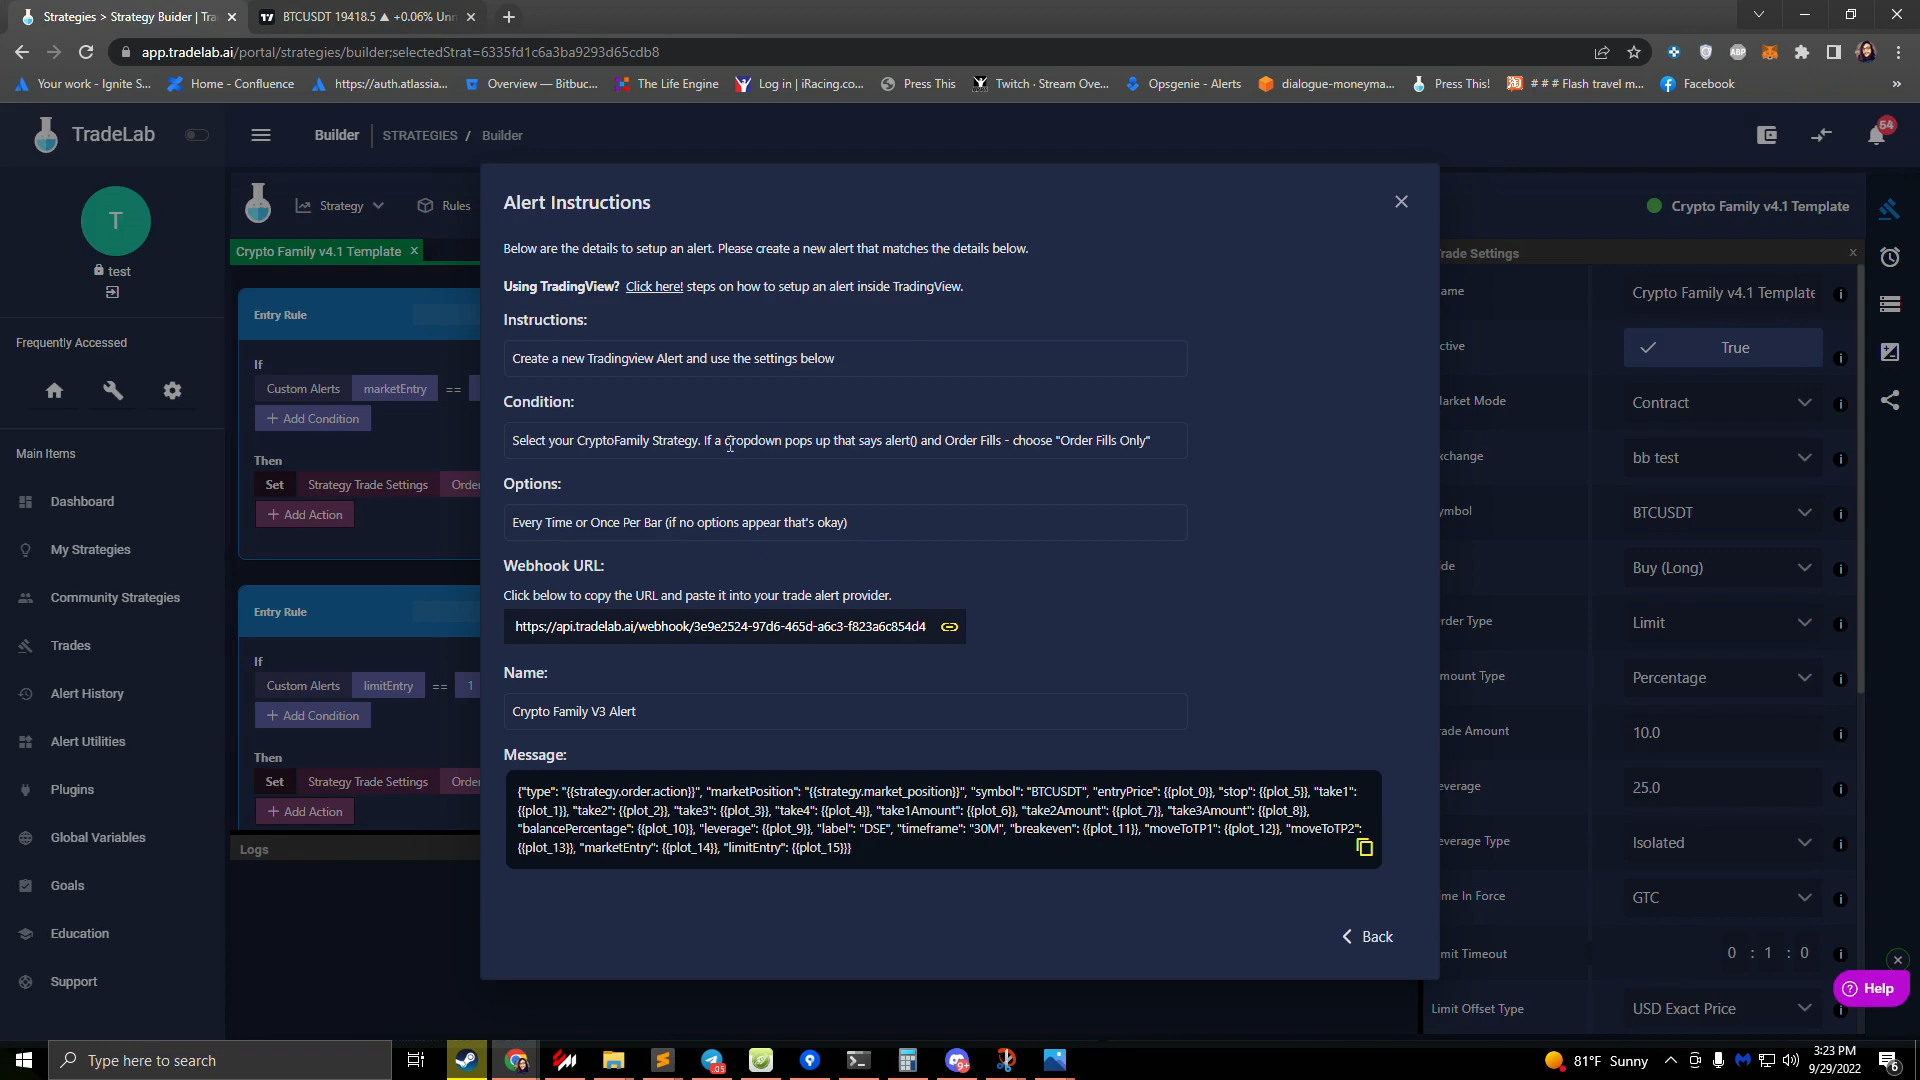 Strategies > Strategy Buider | Tra
BTCUSDT 19418.5 ▲ +0.06% Unn
app.tradelab.ai/portal/strategies/builder;selectedStrat=6335fd1c6a3ba9293d65cdb8
ABP
Your work - Ignite S...
Home - Confluence
https://auth.atlassia...
Overview — Bitbuc...
The Life Engine
Log in | iRacing.co...
Press This
Twitch · Stream Ove...
Opsgenie - Alerts
dialogue-moneyma...
Press This!
# # # Flash travel m...
Facebook
»
TradeLab
Builder
STRATEGIES / Builder
54
T
test
Frequently Accessed
Main Items
Dashboard
My Strategies
Community Strategies
Trades
Alert History
Alert Utilities
Plugins
Global Variables
Goals
Education
Support
Strategy
Rules
Crypto Family v4.1 Template ×
Entry Rule
If
Custom Alerts marketEntry ==
+ Add Condition
Then
Set Strategy Trade Settings Orde
+ Add Action
Entry Rule
If
Custom Alerts limitEntry == 1
+ Add Condition
Then
Set Strategy Trade Settings Orde
+ Add Action
Logs
Alert Instructions
Below are the details to setup an alert. Please create a new alert that matches the details below.
Using TradingView? Click here! steps on how to setup an alert inside TradingView.
Instructions:
Create a new Tradingview Alert and use the settings below
Condition:
Select your CryptoFamily Strategy. If a dropdown pops up that says alert() and Order Fills - choose "Order Fills Only"
Options:
Every Time or Once Per Bar (if no options appear that's okay)
Webhook URL:
Click below to copy the URL and paste it into your trade alert provider.
https://api.tradelab.ai/webhook/3e9e2524-97d6-465d-a6c3-f823a6c854d4
Name:
Crypto Family V3 Alert
Message:
{"type": "{{strategy.order.action}}", "marketPosition": "{{strategy.market_position}}", "symbol": "BTCUSDT", "entryPrice": {{plot_0}}, "stop": {{plot_5}}, "take1":
{{plot_1}}, "take2": {{plot_2}}, "take3": {{plot_3}}, "take4": {{plot_4}}, "take1Amount": {{plot_6}}, "take2Amount": {{plot_7}}, "take3Amount": {{plot_8}},
"balancePercentage": {{plot_10}}, "leverage": {{plot_9}}, "label": "DSE", "timeframe": "30M", "breakeven": {{plot_11}}, "moveToTP1": {{plot_12}}, "moveToTP2":
{{plot_13}}, "marketEntry": {{plot_14}}, "limitEntry": {{plot_15}}}
Back
Crypto Family v4.1 Template
rade Settings x
ame Crypto Family v4.1 Template
ctive True
arket Mode Contract
xchange bb test
ymbol BTCUSDT
de Buy (Long)
rder Type Limit
mount Type Percentage
rade Amount 10.0
everage 25.0
everage Type Isolated
me In Force GTC
mit Timeout 0 : 1 : 0
Limit Offset Type USD Exact Price
Help
Type here to search
.05
9+
81°F Sunny
3:23 PM
9/29/2022
6